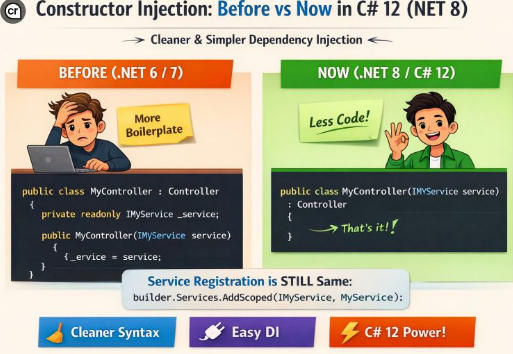 cr
Constructor Injection: Before vs Now in C# 12 (NET 8)
Cleaner & Simpler Dependency Injection
BEFORE (.NET 6 / 7)
More
Boilerplate
public class MyController : Controller
{
private readonly IMyService _service;
public MyController(IMyService service)
{
{_ervice = service;
}
}
NOW (.NET 8 / C# 12)
Less Code!
public class MyController(IMYService service)
: Controller
{
That's it!!
}
Service Registration is STILL Same:
builder.Services.AddScoped(IMyService, MyService):
Cleaner Syntax
Easy DI
C# 12 Power!